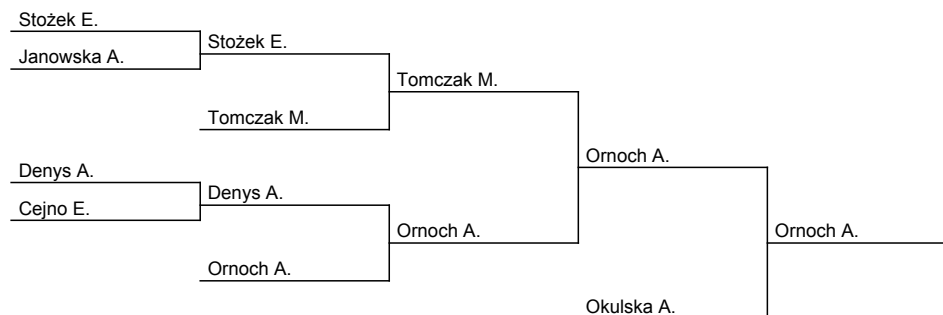 Stożek E.
Janowska A.
Stożek E.
Tomczak M.
Tomczak M.
Denys A.
Cejno E.
Denys A.
Ornoch A.
Ornoch A.
Ornoch A.
Okulska A.
Ornoch A.